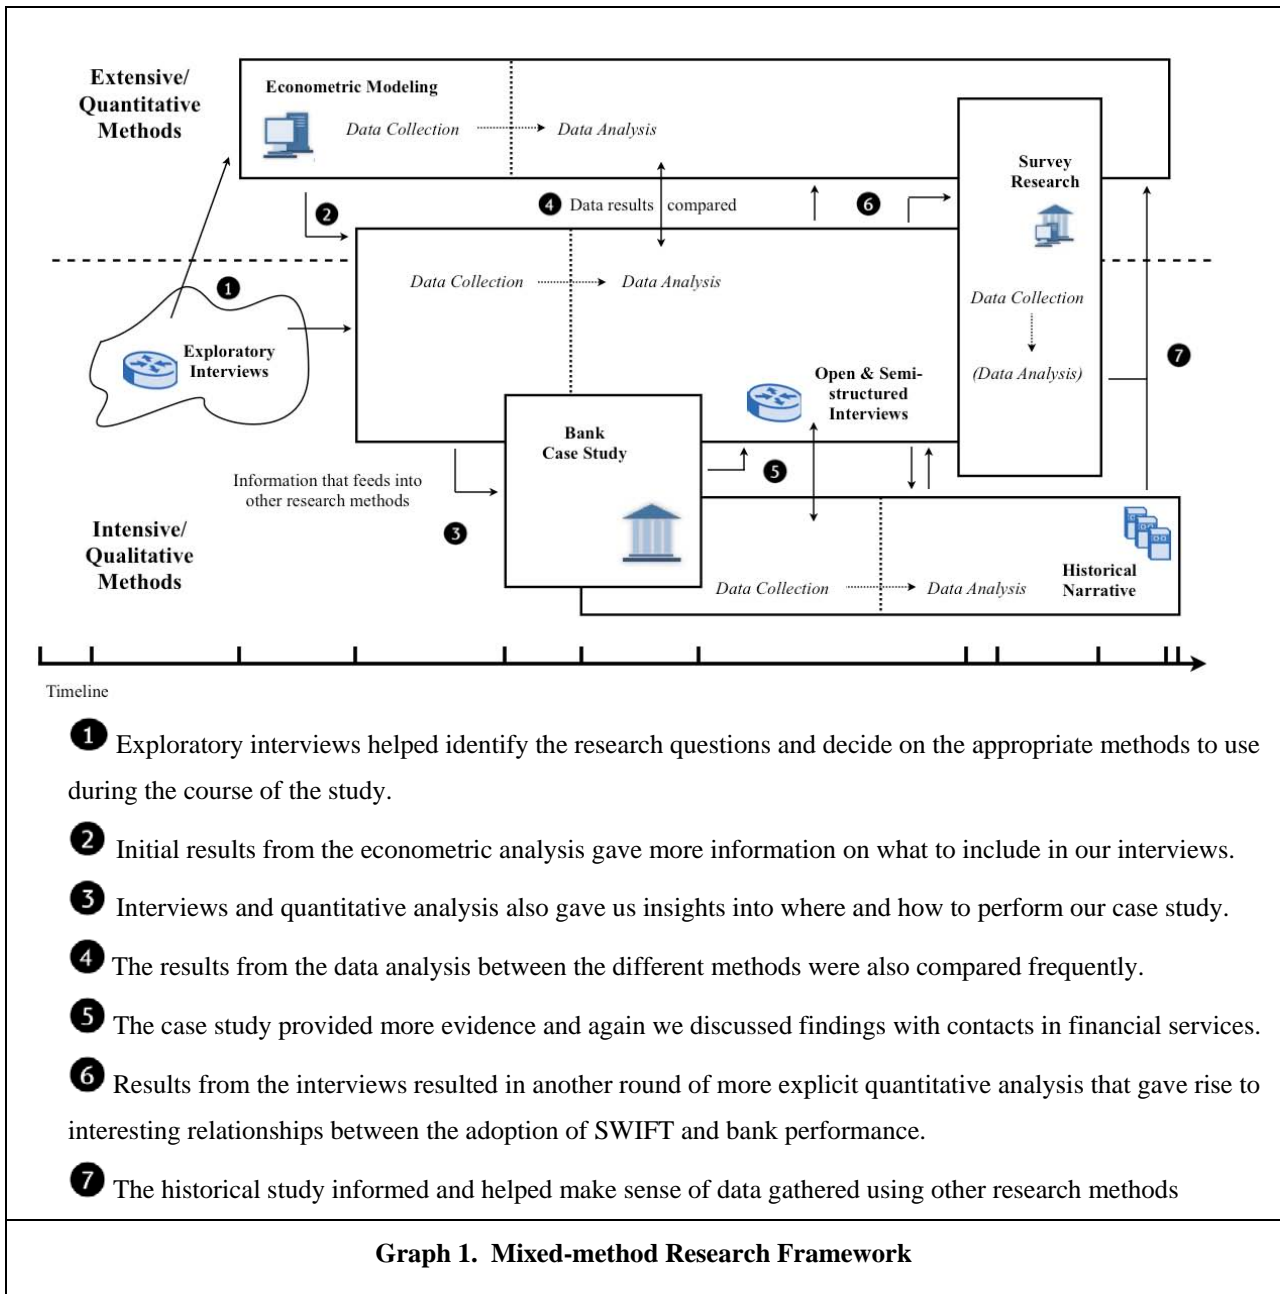 Extensive/
Quantitative
Methods
Econometric Modeling
Data Collection
Data Analysis
Survey
Research
2
4 Data results compared
6
Data Collection
Data Analysis
Data Collection
(Data Analysis)
1
Exploratory
Interviews
7
Open & Semi-
structured
Interviews
Bank
Case Study
5
Information that feeds into
other research methods
3
Intensive/
Qualitative
Methods
Data Collection
Data Analysis
Historical
Narrative
Timeline
1 Exploratory interviews helped identify the research questions and decide on the appropriate methods to use
during the course of the study.
2 Initial results from the econometric analysis gave more information on what to include in our interviews.
3 Interviews and quantitative analysis also gave us insights into where and how to perform our case study.
4 The results from the data analysis between the different methods were also compared frequently.
5 The case study provided more evidence and again we discussed findings with contacts in financial services.
6 Results from the interviews resulted in another round of more explicit quantitative analysis that gave rise to
interesting relationships between the adoption of SWIFT and bank performance.
7 The historical study informed and helped make sense of data gathered using other research methods
Graph 1. Mixed-method Research Framework